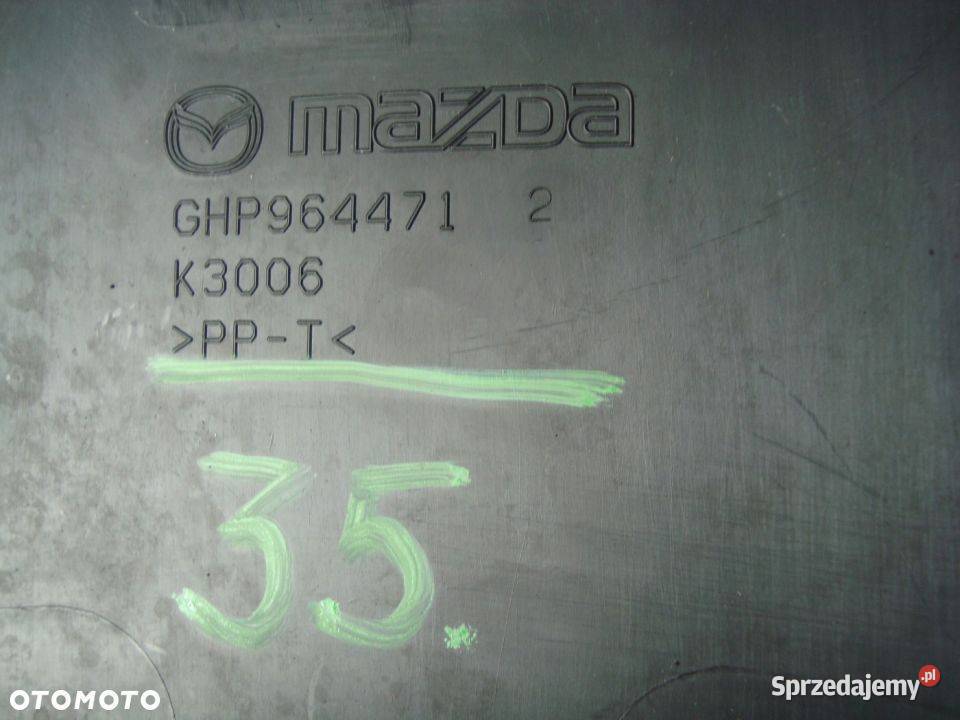 mazda
GHP964471 2
K3006
>PP-T<
35.
OTOMOTO
Sprzedajemy.pl